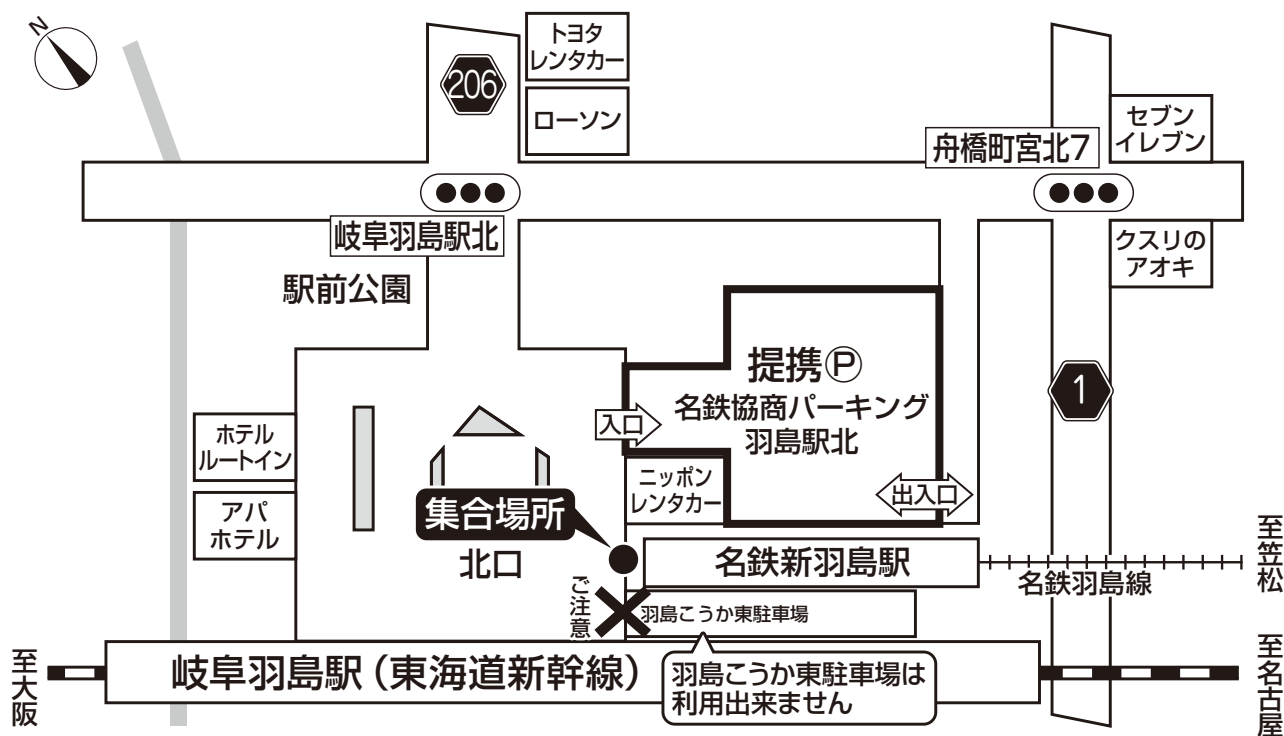 N
トヨタ
レンタカー
206
ローソン
舟橋町宮北7
セブン
イレブン
岐阜羽島駅北
クスリの
アオキ
駅前公園
提携Ⓟ
名鉄協商パーキング
羽島駅北
1
入口
ホテル
ルートイン
ニッポン
レンタカー
出入口
アパ
ホテル
集合場所
北口
名鉄新羽島駅
至笠松
名鉄羽島線
ご注意
羽島こうか東駐車場
至大阪
岐阜羽島駅（東海道新幹線）
羽島こうか東駐車場は
利用出来ません
至名古屋